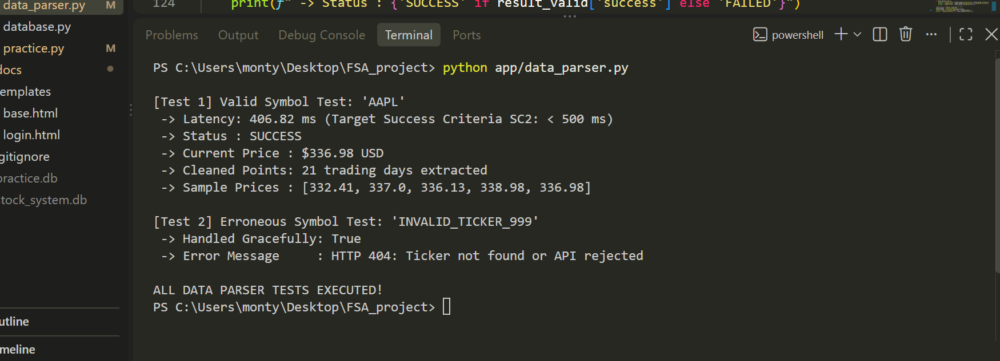 data_parser.py M
database.py
practice.py M
docs
templates
base.html
login.html
gitignore
practice.db
stock_system.db
utline
meline
124 print(f" -> Status : {'SUCCESS' if result_valid['success'] else 'FAILED'}")
Problems Output Debug Console Terminal Ports powershell
PS C:\Users\monty\Desktop\FSA_project> python app/data_parser.py
[Test 1] Valid Symbol Test: 'AAPL'
-> Latency: 406.82 ms (Target Success Criteria SC2: < 500 ms)
-> Status : SUCCESS
-> Current Price : $336.98 USD
-> Cleaned Points: 21 trading days extracted
-> Sample Prices : [332.41, 337.0, 336.13, 338.98, 336.98]
[Test 2] Erroneous Symbol Test: 'INVALID_TICKER_999'
-> Handled Gracefully: True
-> Error Message     : HTTP 404: Ticker not found or API rejected
ALL DATA PARSER TESTS EXECUTED!
PS C:\Users\monty\Desktop\FSA_project>